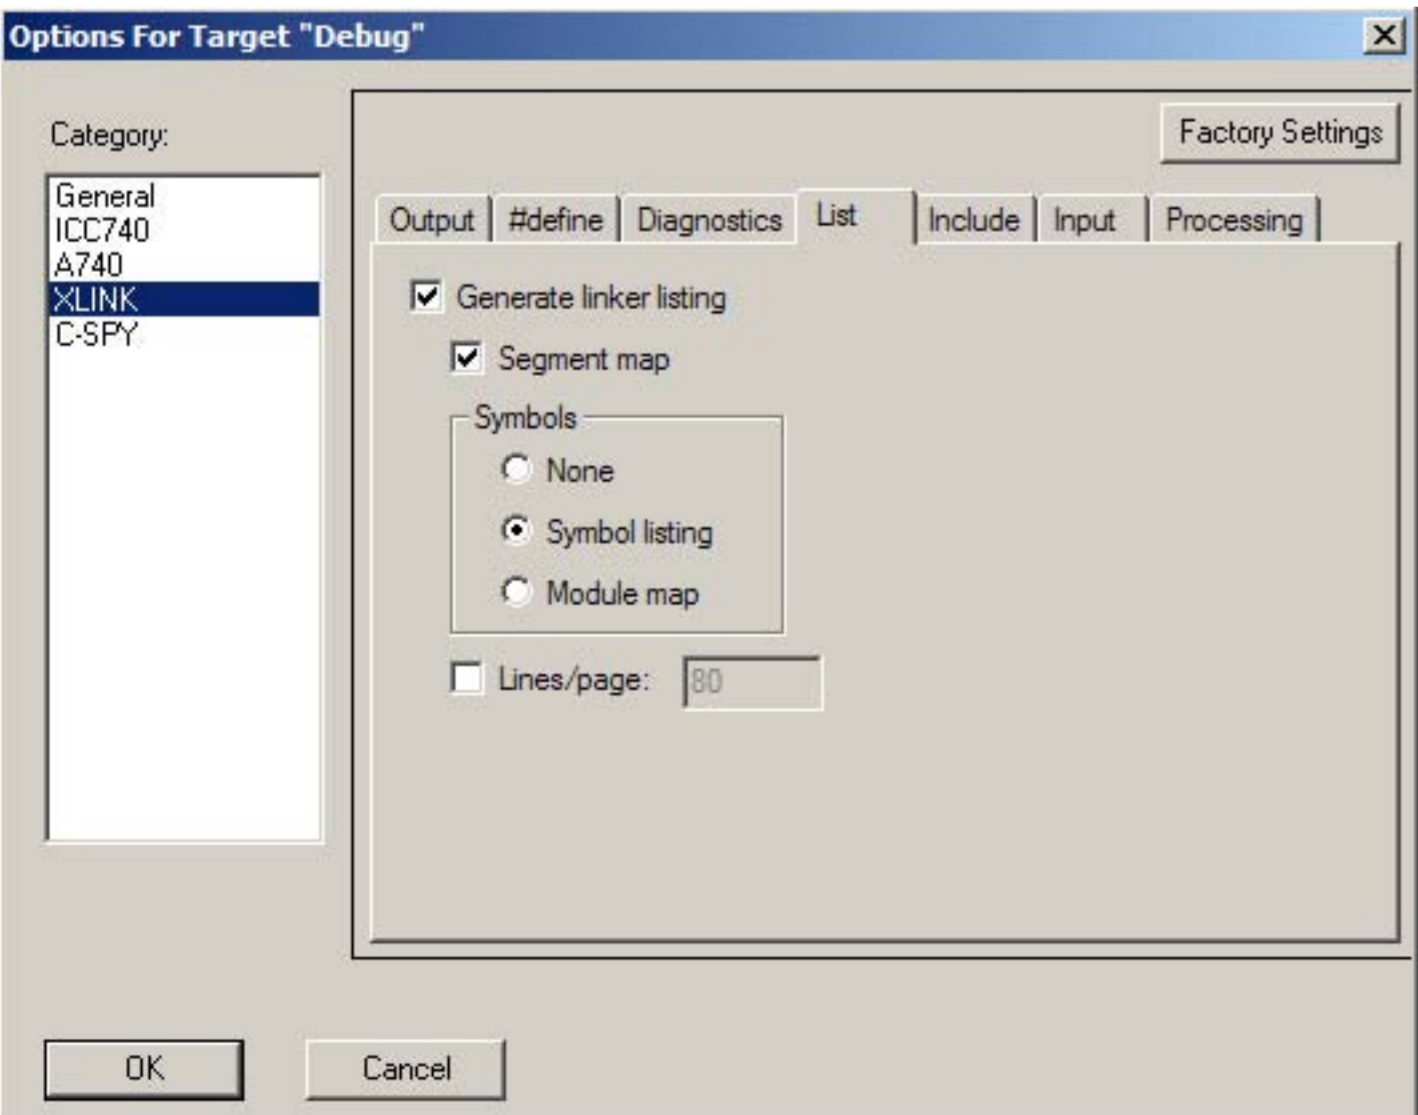 Options For Target "Debug"
Category:
General
ICC740
A740
XLINK
C-SPY
Factory Settings
Output #define Diagnostics List Include Input Processing
Generate linker listing
Segment map
Symbols
None
Symbol listing
Module map
Lines/page: 80
OK Cancel